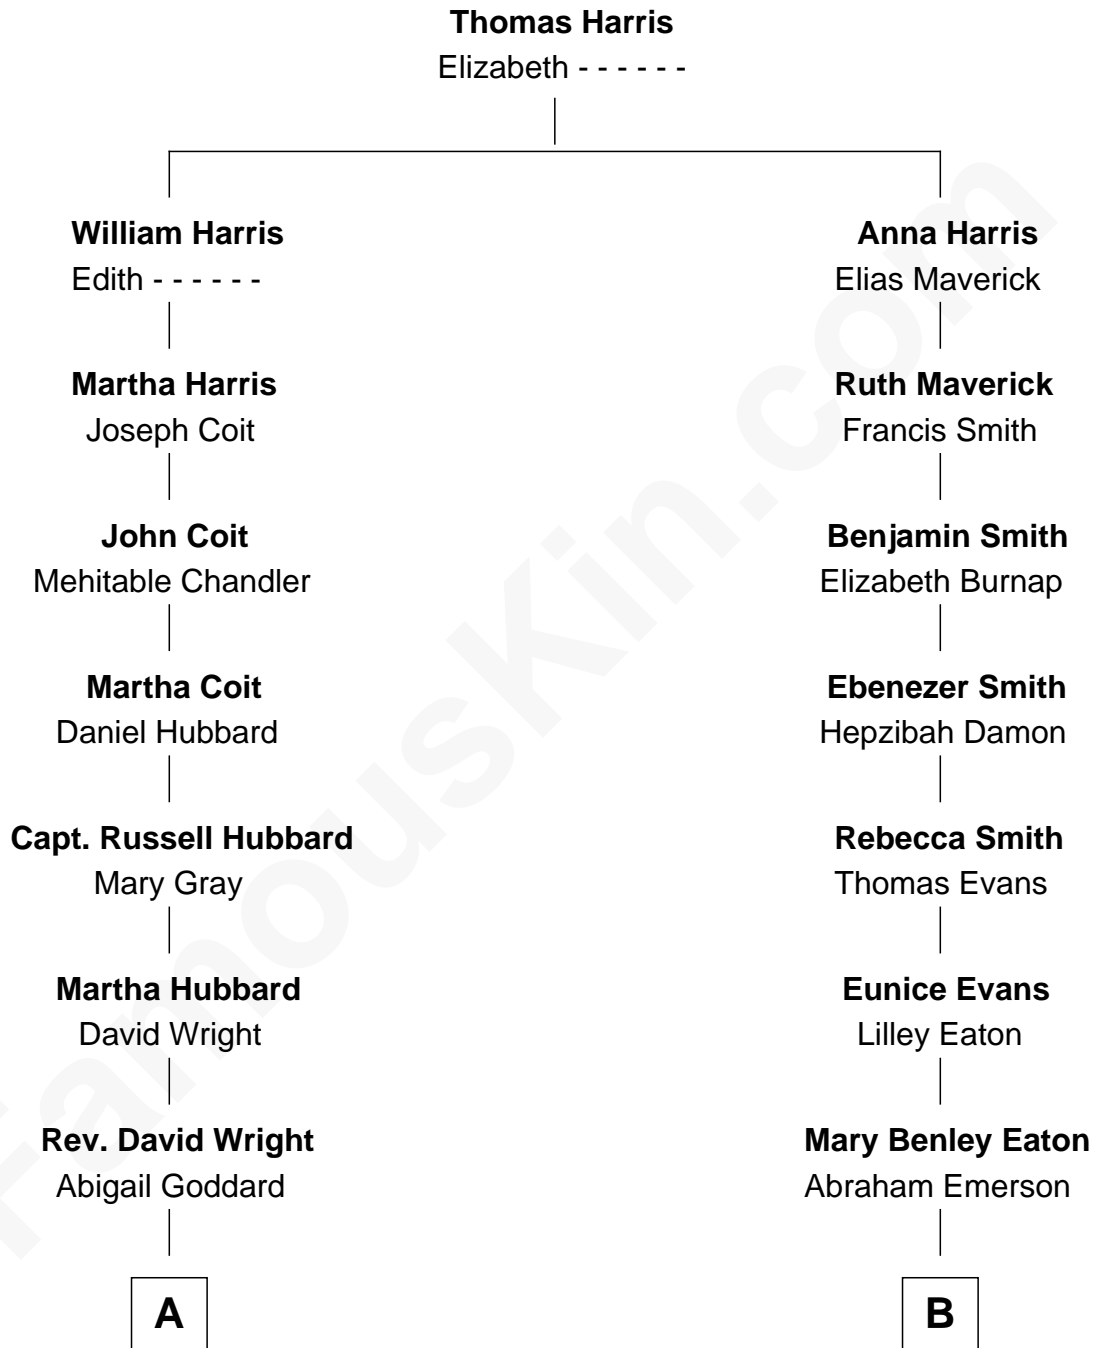 Thomas Harris
Elizabeth - - - - - -
William Harris
Edith - - - - - -
Martha Harris
Joseph Coit
John Coit
Mehitable Chandler
Martha Coit
Daniel Hubbard
Capt. Russell Hubbard
Mary Gray
Martha Hubbard
David Wright
Rev. David Wright
Abigail Goddard
A
Anna Harris
Elias Maverick
Ruth Maverick
Francis Smith
Benjamin Smith
Elizabeth Burnap
Ebenezer Smith
Hepzibah Damon
Rebecca Smith
Thomas Evans
Eunice Evans
Lilley Eaton
Mary Benley Eaton
Abraham Emerson
B
FamousKin.com